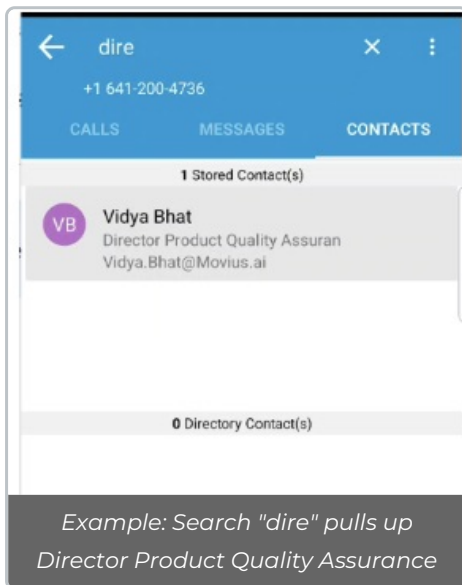 dire
+1 641-200-4736
CALLS MESSAGES CONTACTS
1 Stored Contact(s)
VB
Vidya Bhat
Director Product Quality Assuran
Vidya.Bhat@Movius.ai
0 Directory Contact(s)
Example: Search "dire" pulls up
Director Product Quality Assurance